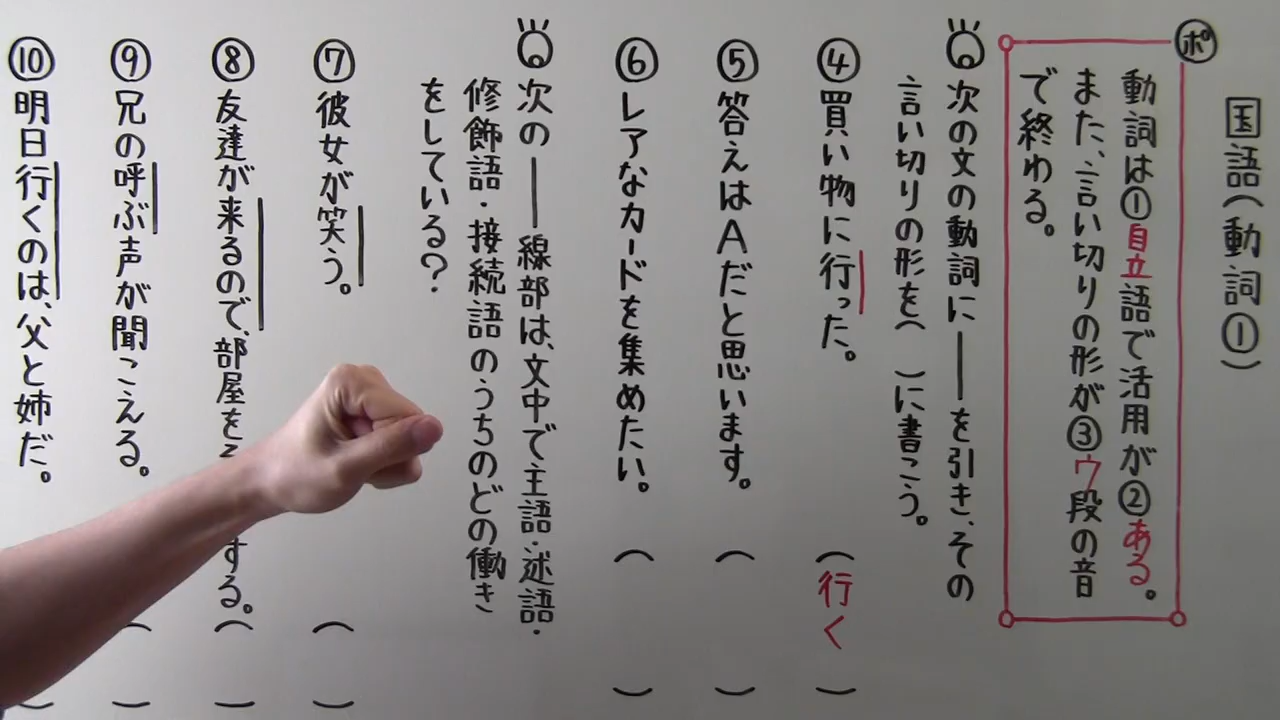 国語(動詞①)
ポ
動詞は①自立語で活用が②ある。
また、言い切りの形が③ウ段の音
で終わる。
次の文の動詞に―を引き、その
言い切りの形を( )に書こう。
④買い物に行った。(行く)
⑤答えはAだと思います。( )
⑥レアなカードを集めたい。( )
次の―線部は、文中で主語・述語・
修飾語・接続語のうちのどの働き
をしている?
⑦彼女が笑う。( )
⑧友達が来るので、部屋を する。( )
⑨兄の呼ぶ声が聞こえる。( )
⑩明日行くのは、父と姉だ。